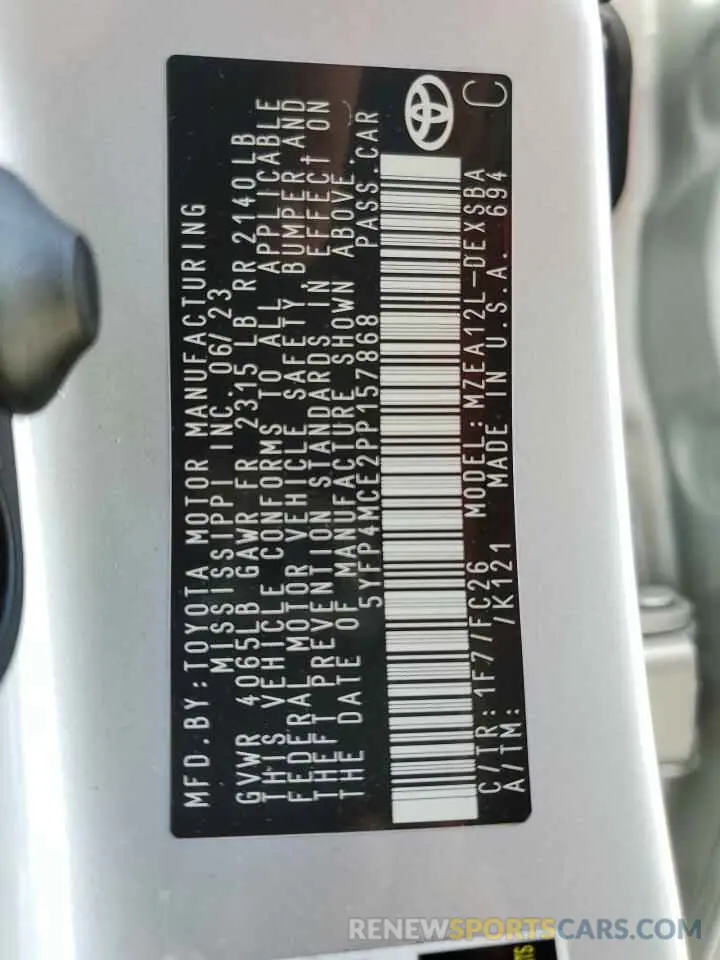 MFD.BY:TOYOTA MOTOR MANUFACTURING
MISSISSIPPI INC. 06/23
GVWR 4065LB GAWR FR 2315 LB RR 2140LB
THIS VEHICLE CONFORMS TO ALL APPLICABLE
FEDERAL MOTOR VEHICLE SAFETY, BUMPER AND
THEFT PREVENTION STANDARDS IN EFFECT ON
THE DATE OF MANUFACTURE SHOWN ABOVE.
5YFP4MCE2PP157868 PASS.CAR
C/TR:1F7/FC26 MODEL:MZEA12L-DEXSBA
A/TM: /K121 MADE IN U.S.A. 694
C
RENEWSPORTSCARS.COM